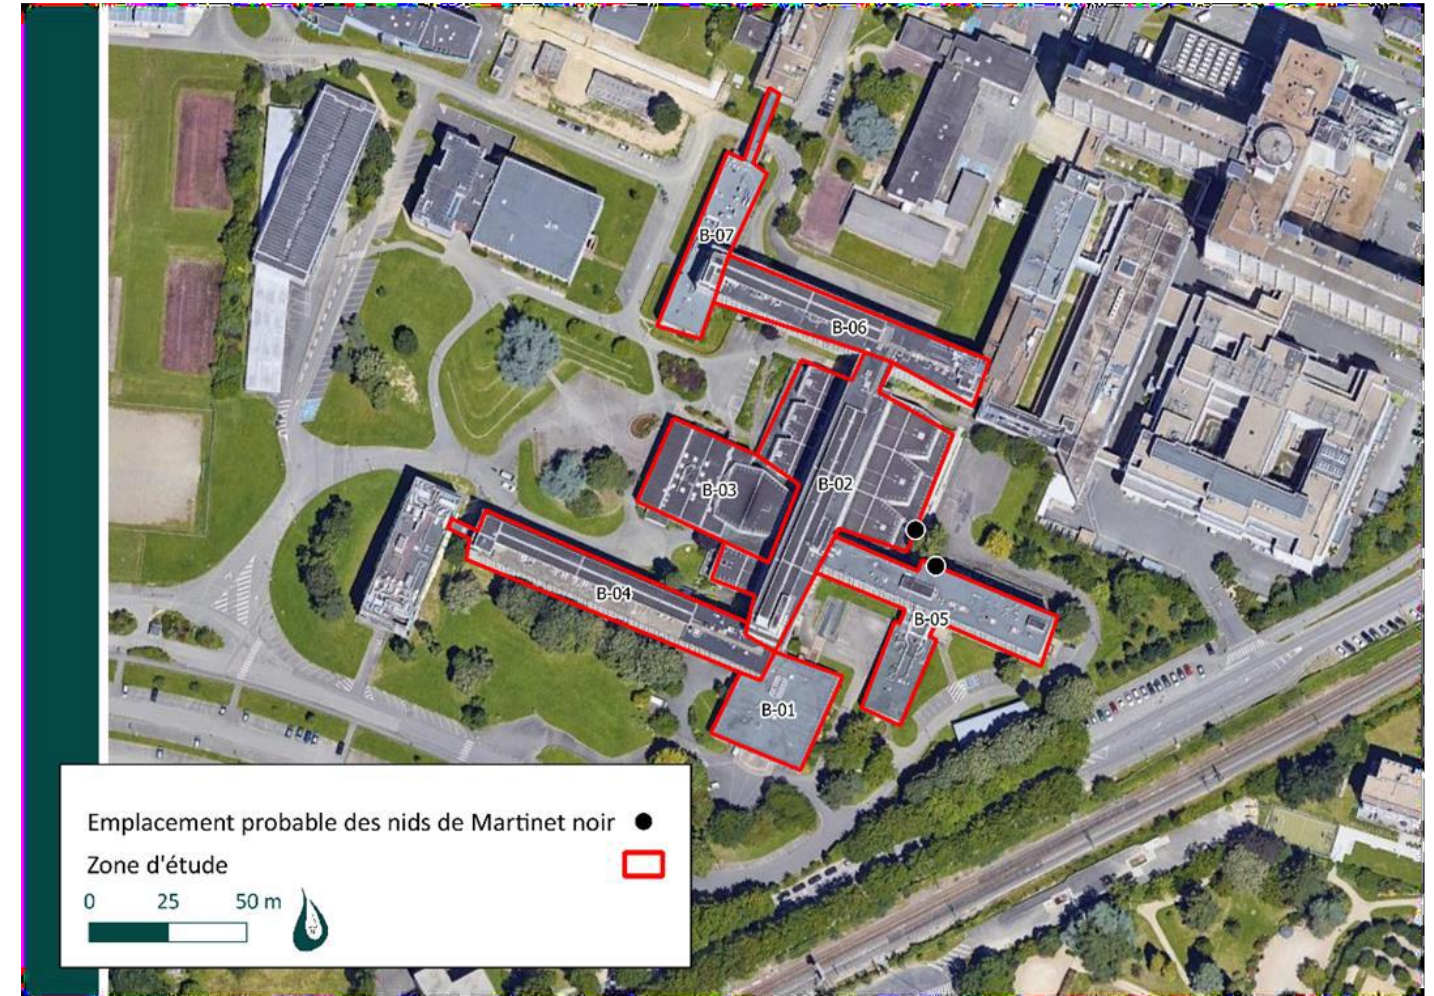 B-07
B-06
B-03
B-02
B-04
B-05
B-01
Emplacement probable des nids de Martinet noir
Zone d'étude
0 25 50 m
N